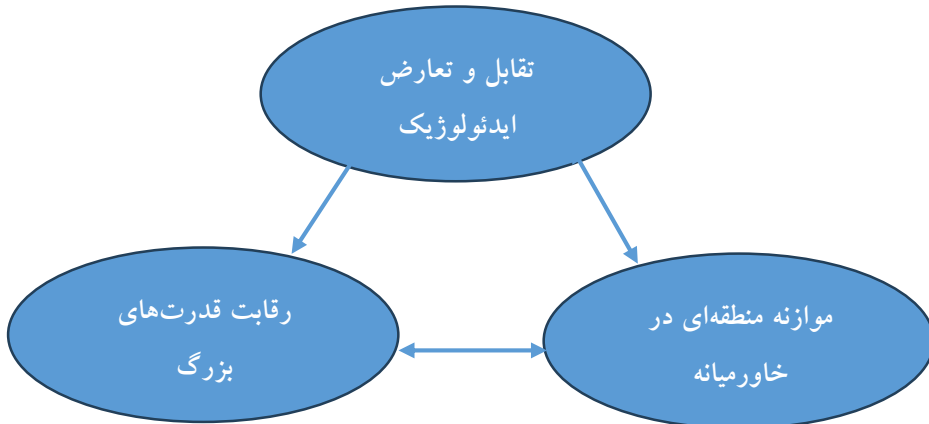 تقابل و تعارض
ایدئولوژیک
موازنه منطقه‌ای در
خاورمیانه
رقابت قدرت‌های
بزرگ